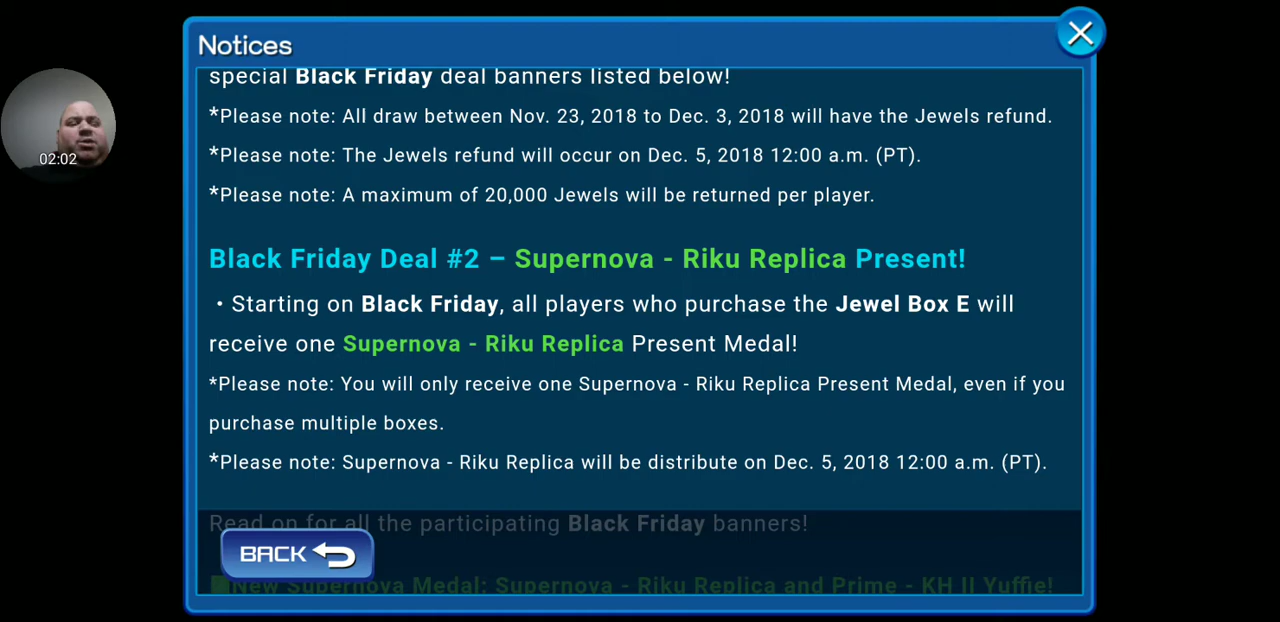 Notices
special Black Friday deal banners listed below!
*Please note: All draw between Nov. 23, 2018 to Dec. 3, 2018 will have the Jewels refund.
*Please note: The Jewels refund will occur on Dec. 5, 2018 12:00 a.m. (PT).
02:02
*Please note: A maximum of 20,000 Jewels will be returned per player.
Black Friday Deal #2 – Supernova - Riku Replica Present!
・Starting on Black Friday, all players who purchase the Jewel Box E will
receive one Supernova - Riku Replica Present Medal!
*Please note: You will only receive one Supernova - Riku Replica Present Medal, even if you
purchase multiple boxes.
*Please note: Supernova - Riku Replica will be distribute on Dec. 5, 2018 12:00 a.m. (PT).
Read on for all the participating Black Friday banners!
BACK
■New Supernova Medal: Supernova - Riku Replica and Prime - KH II Yuffie!